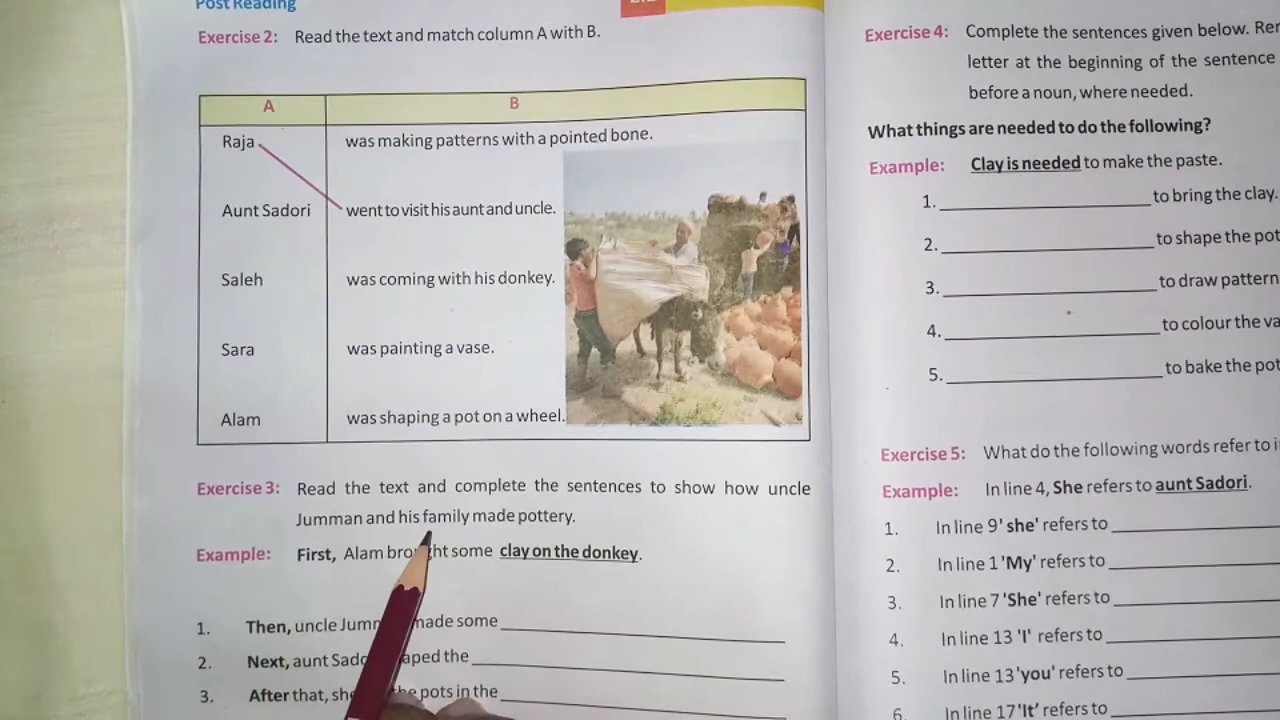 Post Reading
Exercise 2: Read the text and match column A with B.
A B
Raja was making patterns with a pointed bone.
Aunt Sadori went to visit his aunt and uncle.
Saleh was coming with his donkey.
Sara was painting a vase.
Alam was shaping a pot on a wheel.
Exercise 3: Read the text and complete the sentences to show how uncle
Jumman and his family made pottery.
Example: First, Alam brought some clay on the donkey.
1. Then, uncle made some
2. Next, aunt the
3. After that, pots in the
Exercise 4: Complete the sentences given below.
letter at the beginning of the sentence
before a noun, where needed.
What things are needed to do the following?
Example: Clay is needed to make the paste.
1. to bring the clay.
2. to shape the pot
3. to draw pattern
4. to colour the
5. to bake the pot
Exercise 5: What do the following words refer to
Example: In line 4, She refers to aunt Sadori.
1. In line 9' she' refers to
2. In line 1 'My' refers to
3. In line 7 'She' refers to
4. In line 13 'I' refers to
5. In line 13 'you' refers to
6. In line 17 'It' refers to